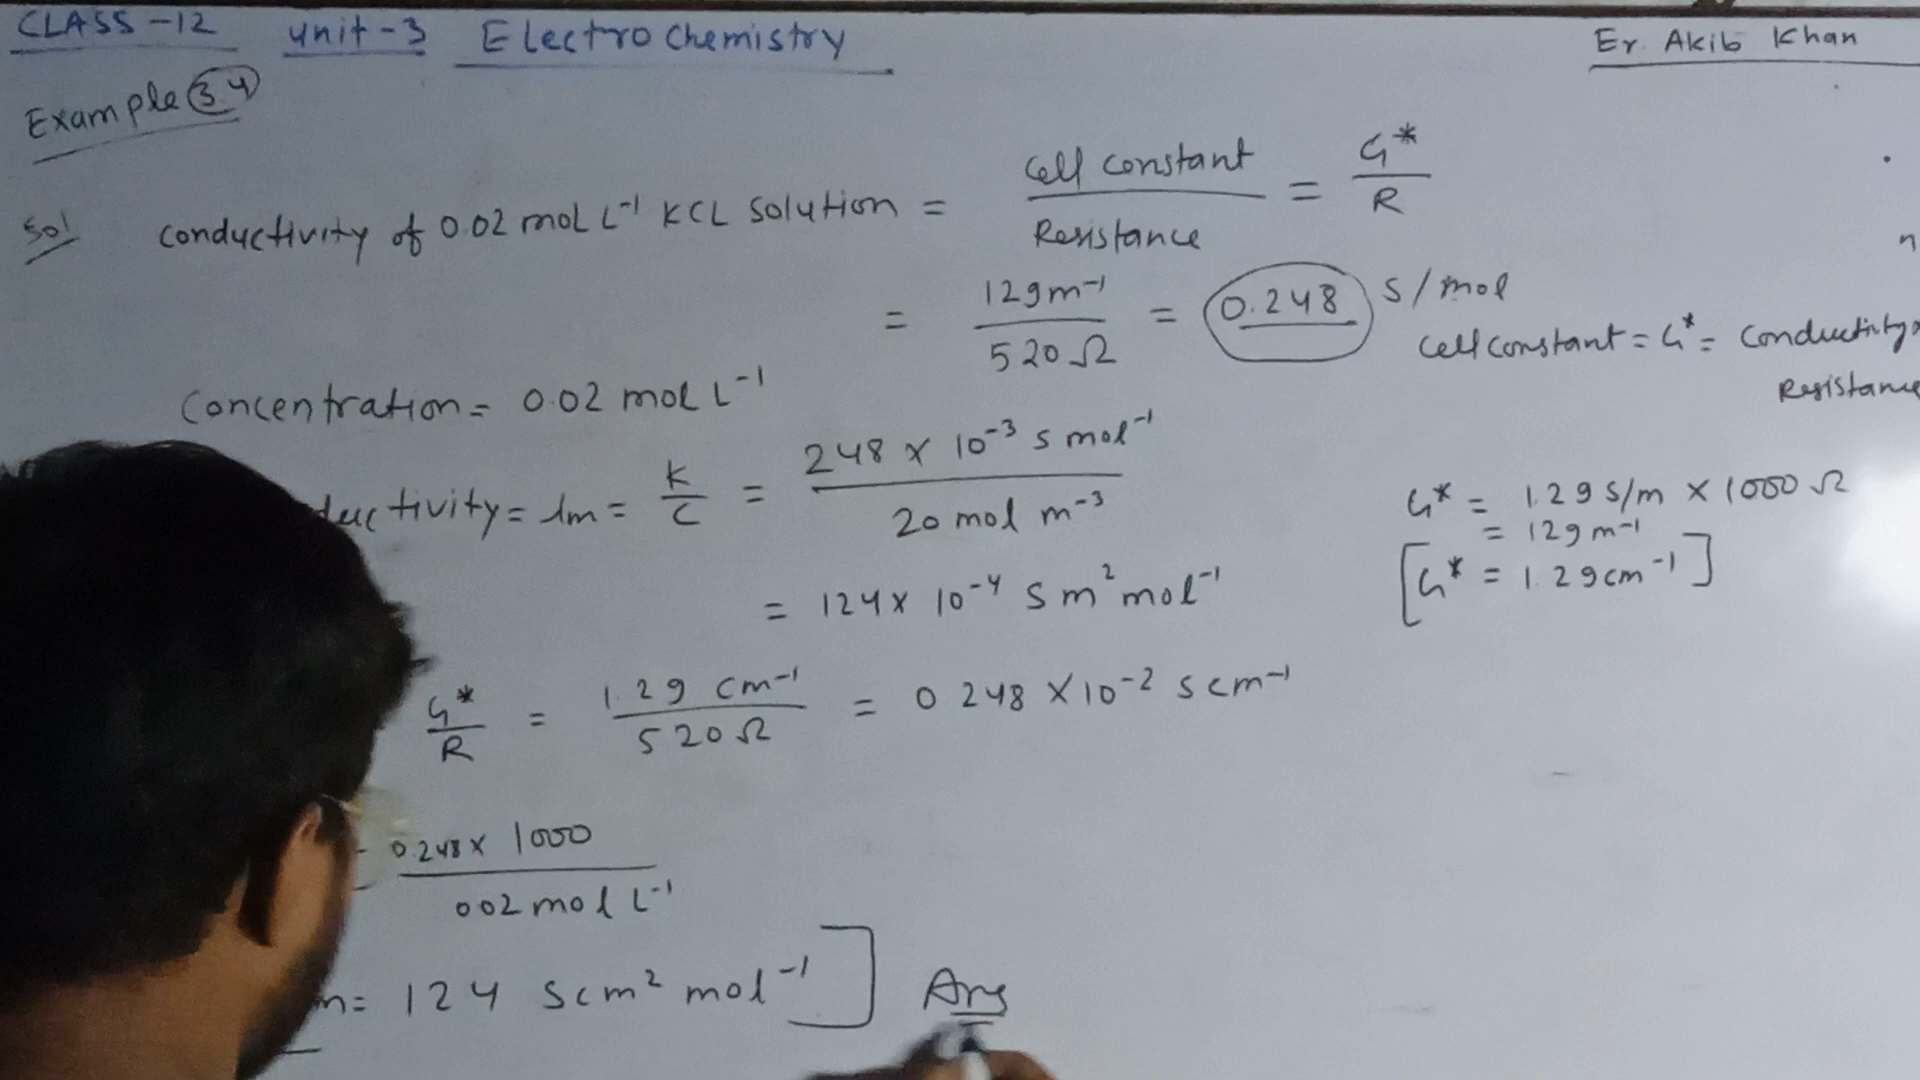 CLASS-12 Unit-3 Electro Chemistry Er. Akib Khan
Example 3.4
Sol conductivity of 0.02 mol L⁻¹ KCL Solution = Cell constant / Resistance = G* / R
= 129 m⁻¹ / 520 Ω = 0.248 S/mol
Cell constant = G* = Conductivity ×
Resistance
Concentration = 0.02 mol L⁻¹
ductivity = λm = K / C = 248 × 10⁻³ S mol⁻¹ / 20 mol m⁻³
= 124 × 10⁻⁴ S m² mol⁻¹
G* = 1.29 S/m × 1000 Ω
= 129 m⁻¹
[G* = 1.29 cm⁻¹]
G* / R = 1.29 cm⁻¹ / 520 Ω = 0 248 × 10⁻² S cm⁻¹
0.248 × 1000 / 002 mol L⁻¹
m = 124 S cm² mol⁻¹] Ans